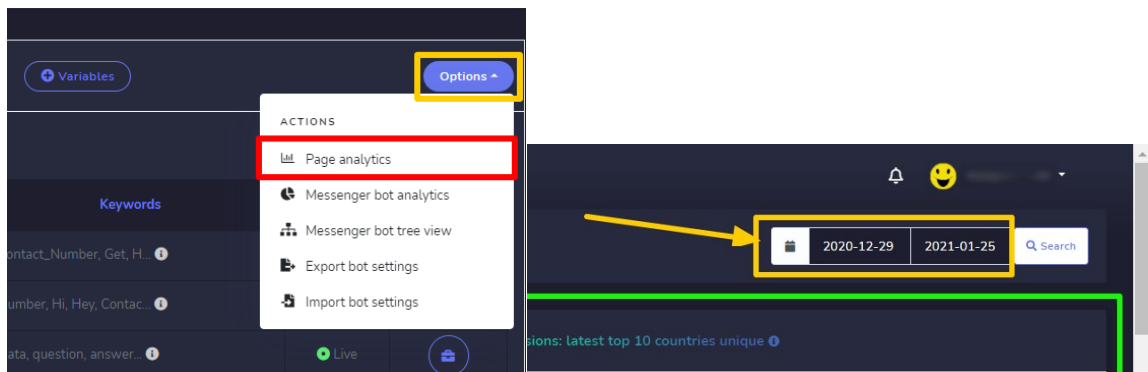 Variables
Options
ACTIONS
Page analytics
Messenger bot analytics
Messenger bot tree view
Export bot settings
Import bot settings
Keywords
ontact_Number, Get, H...
umber, Hi, Hey, Contac...
ata, question, answer...
Live
2020-12-29 2021-01-25 Search
sions: latest top 10 countries unique